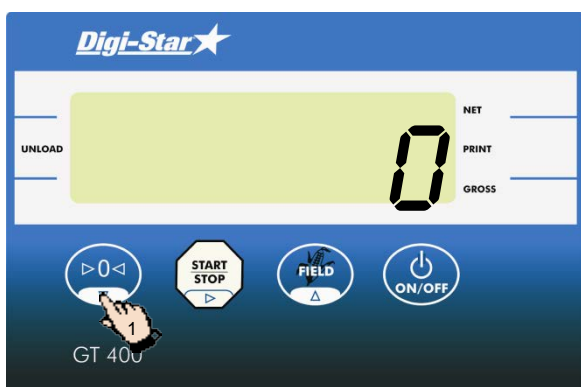 Digi-Star
NET
UNLOAD
PRINT
0
GROSS
▷0◁
START
STOP
FIELD
ON/OFF
1
GT 400